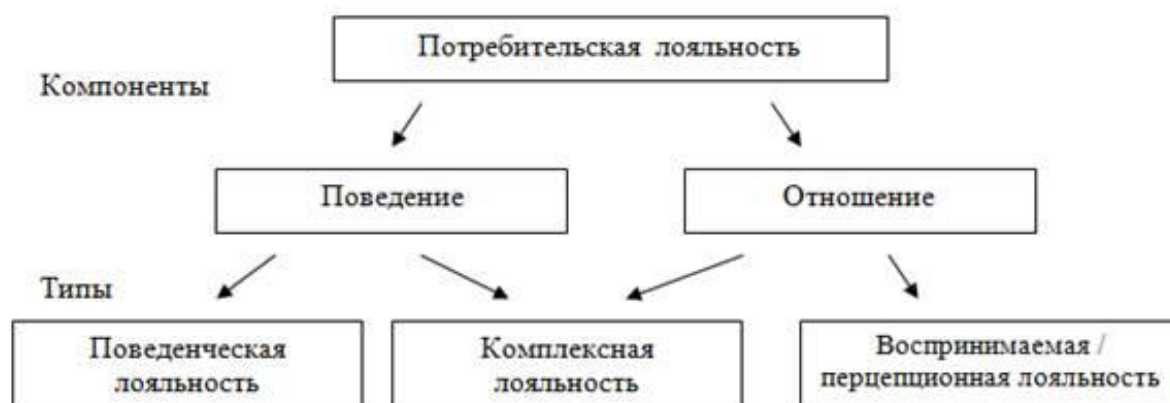 Потребительская лояльность
Компоненты
Поведение
Отношение
Типы
Поведенческая
лояльность
Комплексная
лояльность
Воспринимаемая /
перцепционная лояльность